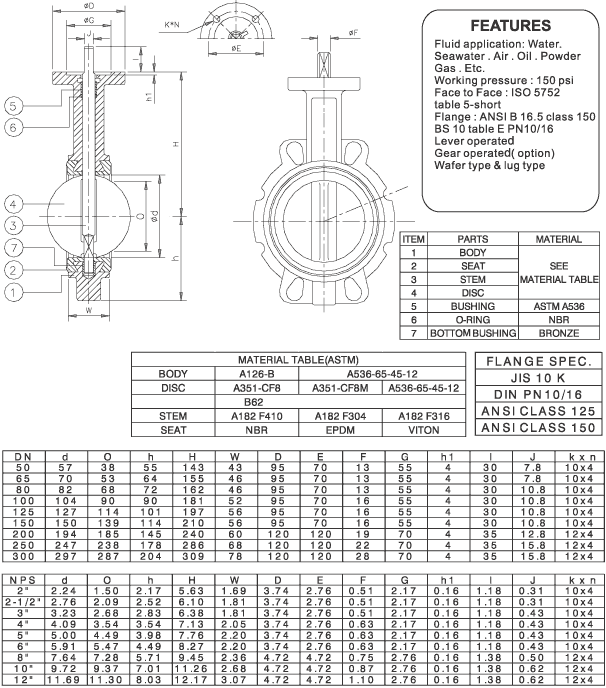 øD
øG
J
K*N
øE
øF
I
h1
H
h
O
ød
W
5
6
4
3
7
2
1
FEATURES
Fluid application: Water.
Seawater . Air . Oil . Powder
Gas . Etc.
Working pressure : 150 psi
Face to Face : ISO 5752
table 5-short
Flange : ANSI B 16.5 class 150
BS 10 table E PN10/16
Lever operated
Gear operated( option)
Wafer type & lug type
ITEM PARTS MATERIAL
1 BODY
2 SEAT SEE
3 STEM MATERIAL TABLE
4 DISC
5 BUSHING ASTM A536
6 O-RING NBR
7 BOTTOM BUSHING BRONZE
MATERIAL TABLE(ASTM)
BODY A126-B A536-65-45-12
DISC A351-CF8 A351-CF8M A536-65-45-12
B62
STEM A182 F410 A182 F304 A182 F316
SEAT NBR EPDM VITON
FLANGE SPEC.
JIS 10 K
DIN PN10/16
ANSI CLASS 125
ANSI CLASS 150
DN d O h H W D E F G h1 I J k x n
50 57 38 55 143 43 95 70 13 55 4 30 7.8 10x4
65 70 53 64 155 46 95 70 13 55 4 30 7.8 10x4
80 82 68 72 162 46 95 70 13 55 4 30 10.8 10x4
100 104 90 90 181 52 95 70 16 55 4 30 10.8 10x4
125 127 114 101 197 56 95 70 16 55 4 30 10.8 10x4
150 150 139 114 210 56 95 70 16 55 4 30 10.8 10x4
200 194 185 145 240 60 120 120 19 70 4 35 12.8 12x4
250 247 238 178 286 68 120 120 22 70 4 35 15.8 12x4
300 297 287 204 309 78 120 120 28 70 4 35 15.8 12x4
NPS d O h H W D E F G h1 I J k x n
2" 2.24 1.50 2.17 5.63 1.69 3.74 2.76 0.51 2.17 0.16 1.18 0.31 10x4
2-1/2" 2.76 2.09 2.52 6.10 1.81 3.74 2.76 0.51 2.17 0.16 1.18 0.31 10x4
3" 3.23 2.68 2.83 6.38 1.81 3.74 2.76 0.51 2.17 0.16 1.18 0.43 10x4
4" 4.09 3.54 3.54 7.13 2.05 3.74 2.76 0.63 2.17 0.16 1.18 0.43 10x4
5" 5.00 4.49 3.98 7.76 2.20 3.74 2.76 0.63 2.17 0.16 1.18 0.43 10x4
6" 5.91 5.47 4.49 8.27 2.20 3.74 2.76 0.63 2.17 0.16 1.18 0.43 10x4
8" 7.64 7.28 5.71 9.45 2.36 4.72 4.72 0.75 2.76 0.16 1.38 0.50 12x4
10" 9.72 9.37 7.01 11.26 2.68 4.72 4.72 0.87 2.76 0.16 1.38 0.62 12x4
12" 11.69 11.30 8.03 12.17 3.07 4.72 4.72 1.10 2.76 0.16 1.38 0.62 12x4